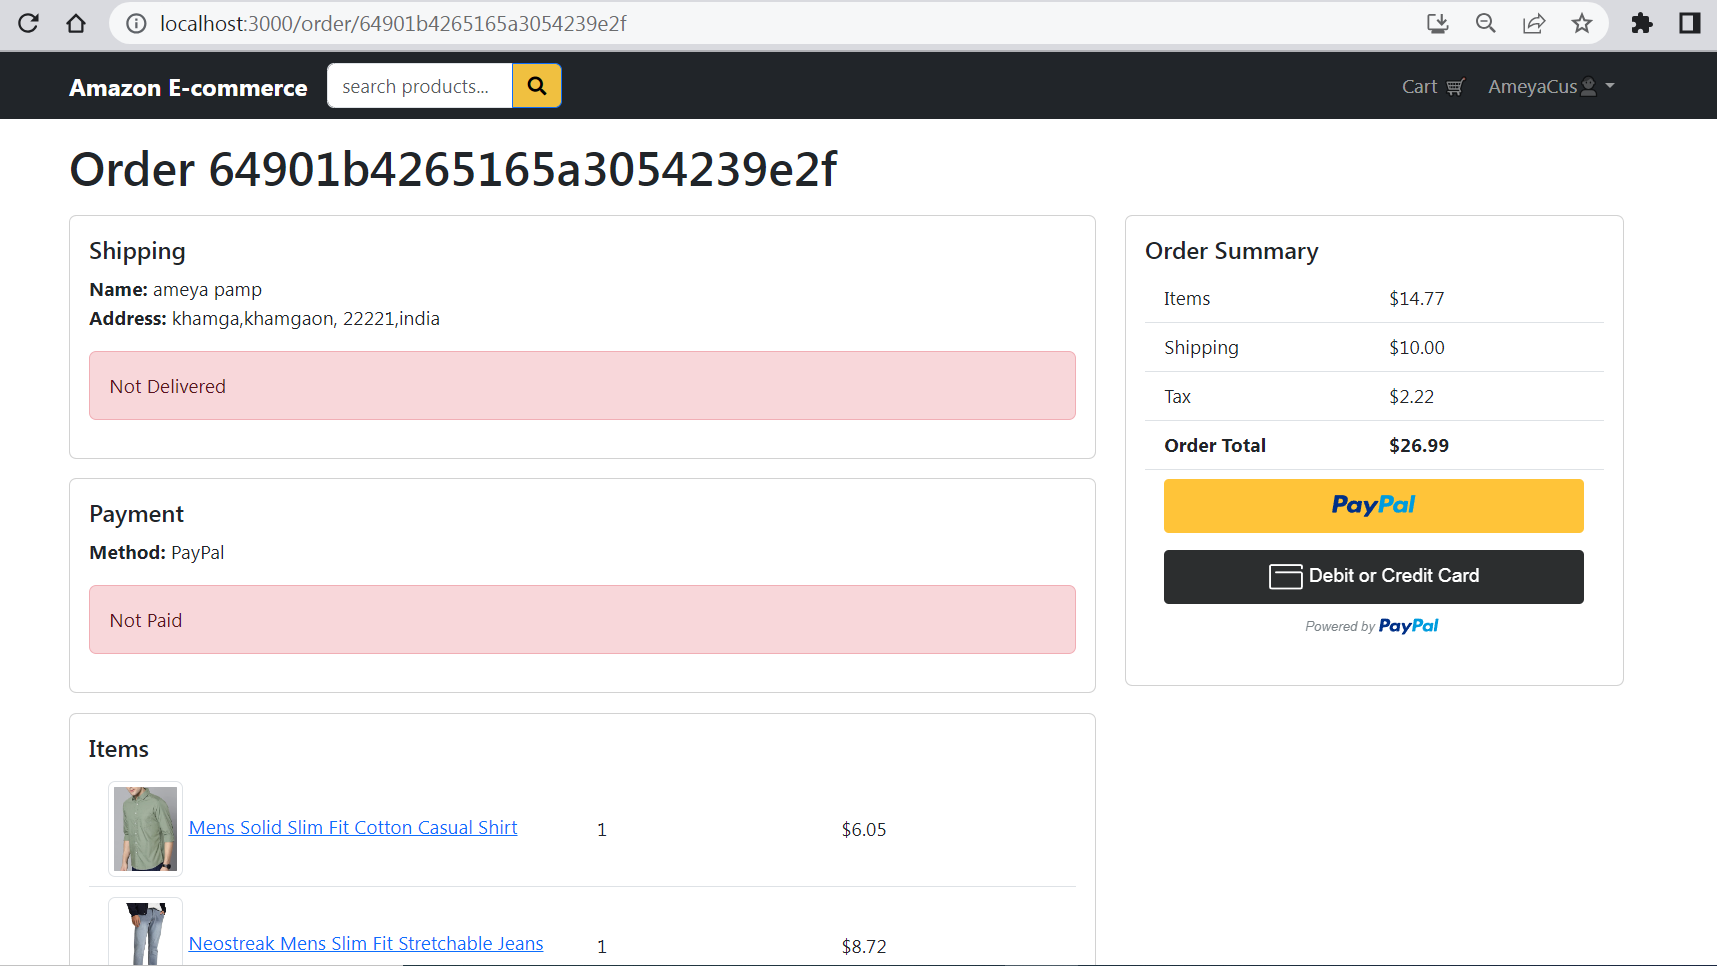 localhost:3000/order/64901b4265165a3054239e2f
Amazon E-commerce
search products...
Cart
AmeyaCus
Order 64901b4265165a3054239e2f
Shipping
Name: ameya pamp
Address: khamga,khamgaon, 22221,india
Not Delivered
Payment
Method: PayPal
Not Paid
Items
Mens Solid Slim Fit Cotton Casual Shirt 1 $6.05
Neostreak Mens Slim Fit Stretchable Jeans 1 $8.72
Order Summary
Items $14.77
Shipping $10.00
Tax $2.22
Order Total $26.99
PayPal
Debit or Credit Card
Powered by PayPal